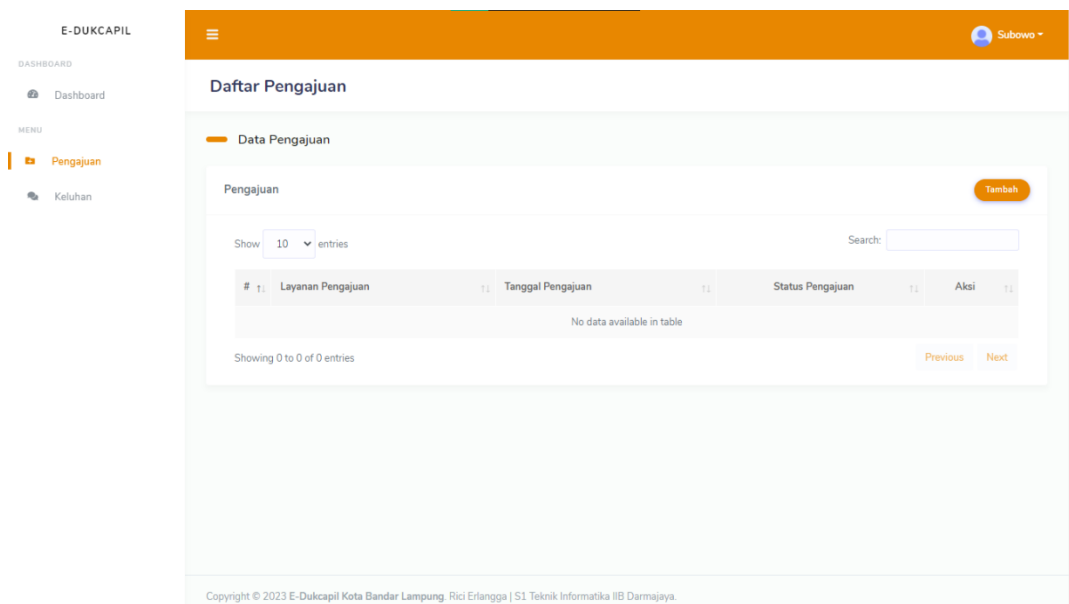 E-DUKCAPIL
Subowo
DASHBOARD
Dashboard
MENU
Pengajuan
Keluhan
Daftar Pengajuan
Data Pengajuan
Pengajuan
Tambah
Show 10 entries
Search:
# Layanan Pengajuan Tanggal Pengajuan Status Pengajuan Aksi
No data available in table
Showing 0 to 0 of 0 entries
Previous Next
Copyright © 2023 E-Dukcapil Kota Bandar Lampung. Rici Erlangga | S1 Teknik Informatika IIB Darmajaya.